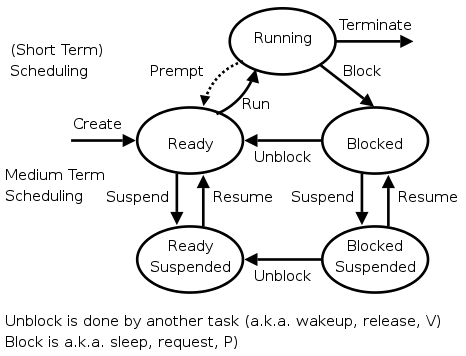 Terminate
Running
(Short Term)
Scheduling
Prempt
Block
Run
Create
Ready
Blocked
Unblock
Medium Term
Scheduling
Suspend
Resume
Suspend
Resume
Ready
Suspended
Blocked
Suspended
Unblock
Unblock is done by another task (a.k.a. wakeup, release, V)
Block is a.k.a. sleep, request, P)